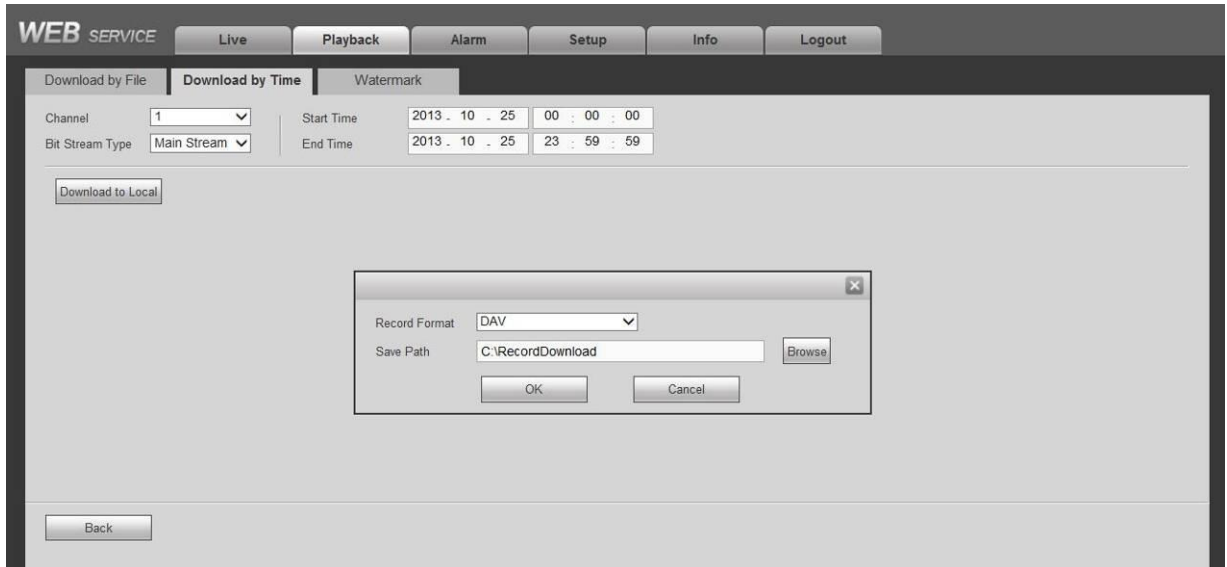 WEB SERVICE Live Playback Alarm Setup Info Logout
Download by File Download by Time Watermark
Channel 1 Start Time 2013 . 10 . 25 00 : 00 : 00
Bit Stream Type Main Stream End Time 2013 . 10 . 25 23 : 59 : 59
Download to Local
Record Format DAV
Save Path C:\RecordDownload Browse
OK Cancel
Back